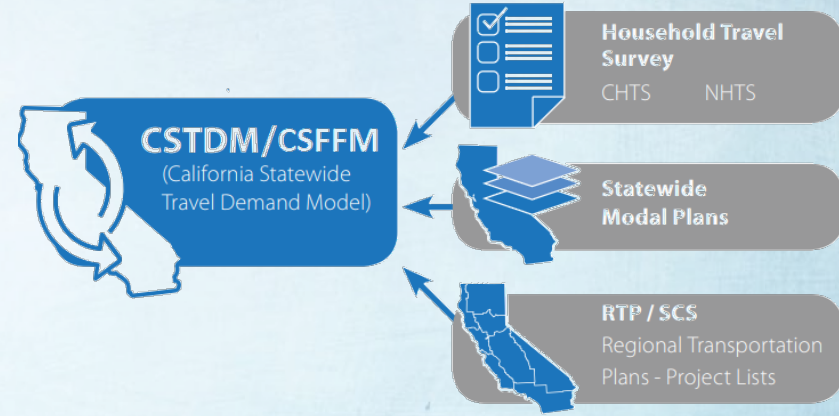 Household Travel
Survey
CHTS NHTS
CSTDM/CSFFM
(California Statewide
Travel Demand Model)
Statewide
Modal Plans
RTP / SCS
Regional Transportation
Plans - Project Lists